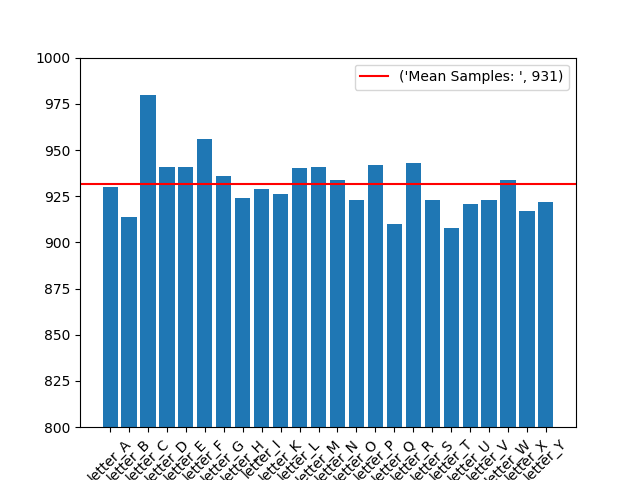 1000
975
950
925
900
875
850
825
800
('Mean Samples: ', 931)
letter_A
letter_B
letter_C
letter_D
letter_E
letter_F
letter_G
letter_H
letter_I
letter_K
letter_L
letter_M
letter_N
letter_O
letter_P
letter_Q
letter_R
letter_S
letter_T
letter_U
letter_V
letter_W
letter_X
letter_Y